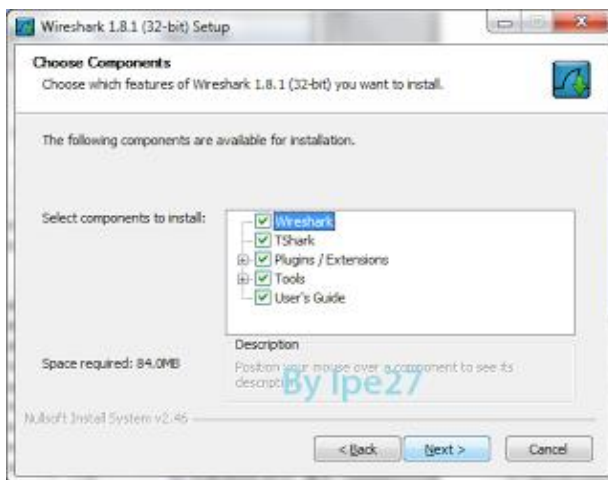 Wireshark 1.8.1 (32-bit) Setup
Choose Components
Choose which features of Wireshark 1.8.1 (32-bit) you want to install.
The following components are available for installation.
Select components to install:
Wireshark
TShark
Plugins / Extensions
Tools
User's Guide
Space required: 84.0MB
Description
Position your mouse over a component to see its
description.
By Ipe27
Nullsoft Install System v2.46
< Back
Next >
Cancel